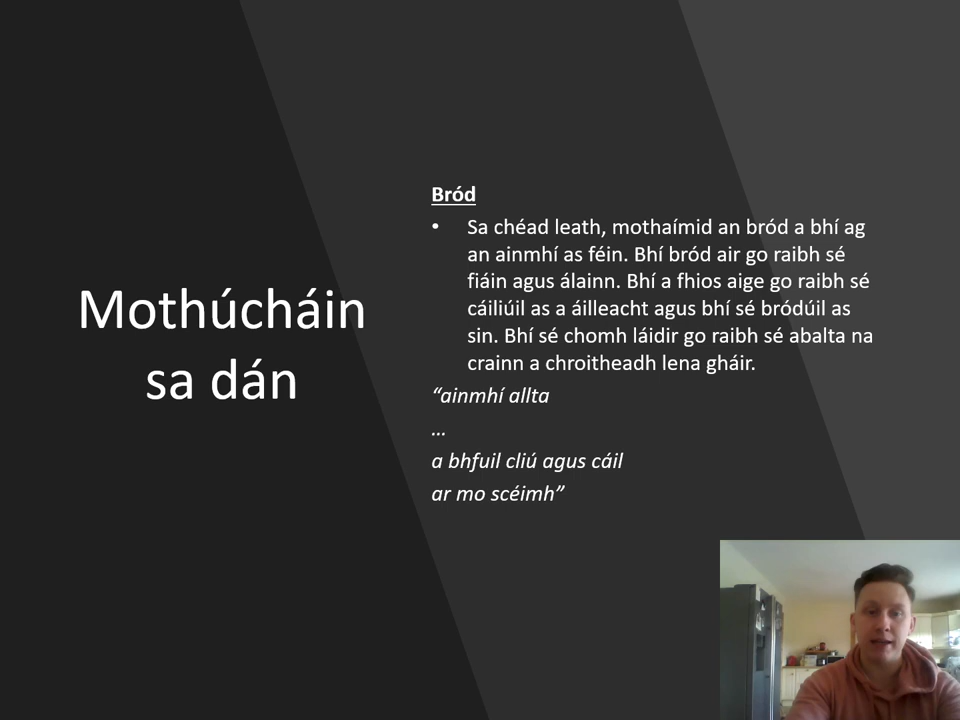 Mothúcháin
sa dán
Bród
• Sa chéad leath, mothaímid an bród a bhí ag
an ainmhí as féin. Bhí bród air go raibh sé
fiáin agus álainn. Bhí a fhios aige go raibh sé
cáiliúil as a áilleacht agus bhí sé bródúil as
sin. Bhí sé chomh láidir go raibh sé abalta na
crainn a chroitheadh lena gháir.
“ainmhí allta
…
a bhfuil cliú agus cáil
ar mo scéimh”